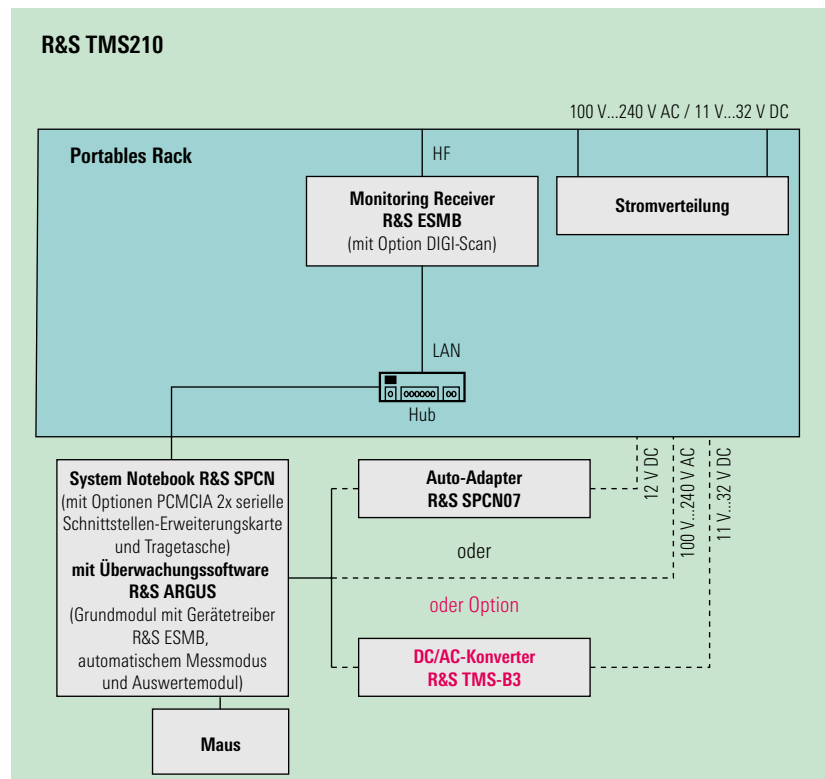 R&S TMS210
100 V...240 V AC / 11 V...32 V DC
Portables Rack
HF
Monitoring Receiver
R&S ESMB
(mit Option DIGI-Scan)
Stromverteilung
LAN
Hub
System Notebook R&S SPCN
(mit Optionen PCMCIA 2x serielle
Schnittstellen-Erweiterungskarte
und Tragetasche)
mit Überwachungssoftware
R&S ARGUS
(Grundmodul mit Gerätetreiber
R&S ESMB,
automatischem Messmodus
und Auswertemodul)
Maus
Auto-Adapter
R&S SPCN07
oder
oder Option
DC/AC-Konverter
R&S TMS-B3
12 V DC
100 V...240 V AC
11 V...32 V DC